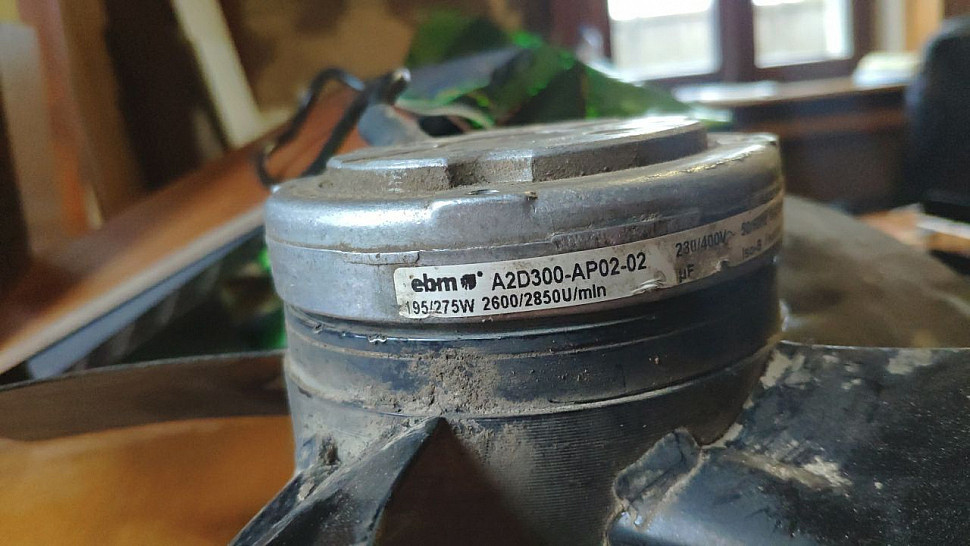 ebm A2D300-AP02-02 230/400V~
195/275W 2600/2850U/min µF